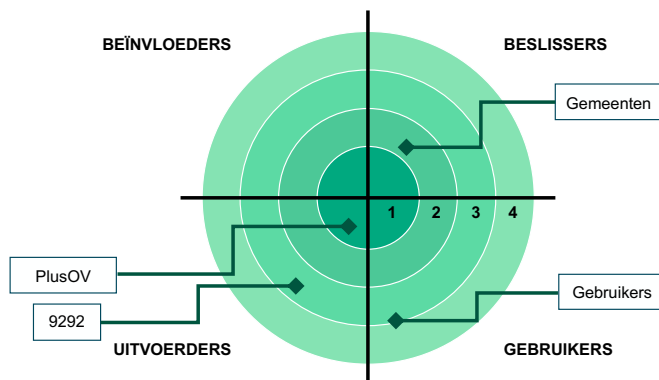 BEÏNVLOEDERS
BESLISSERS
Gemeenten
1 2 3 4
PlusOV
Gebruikers
9292
UITVOERDERS
GEBRUIKERS